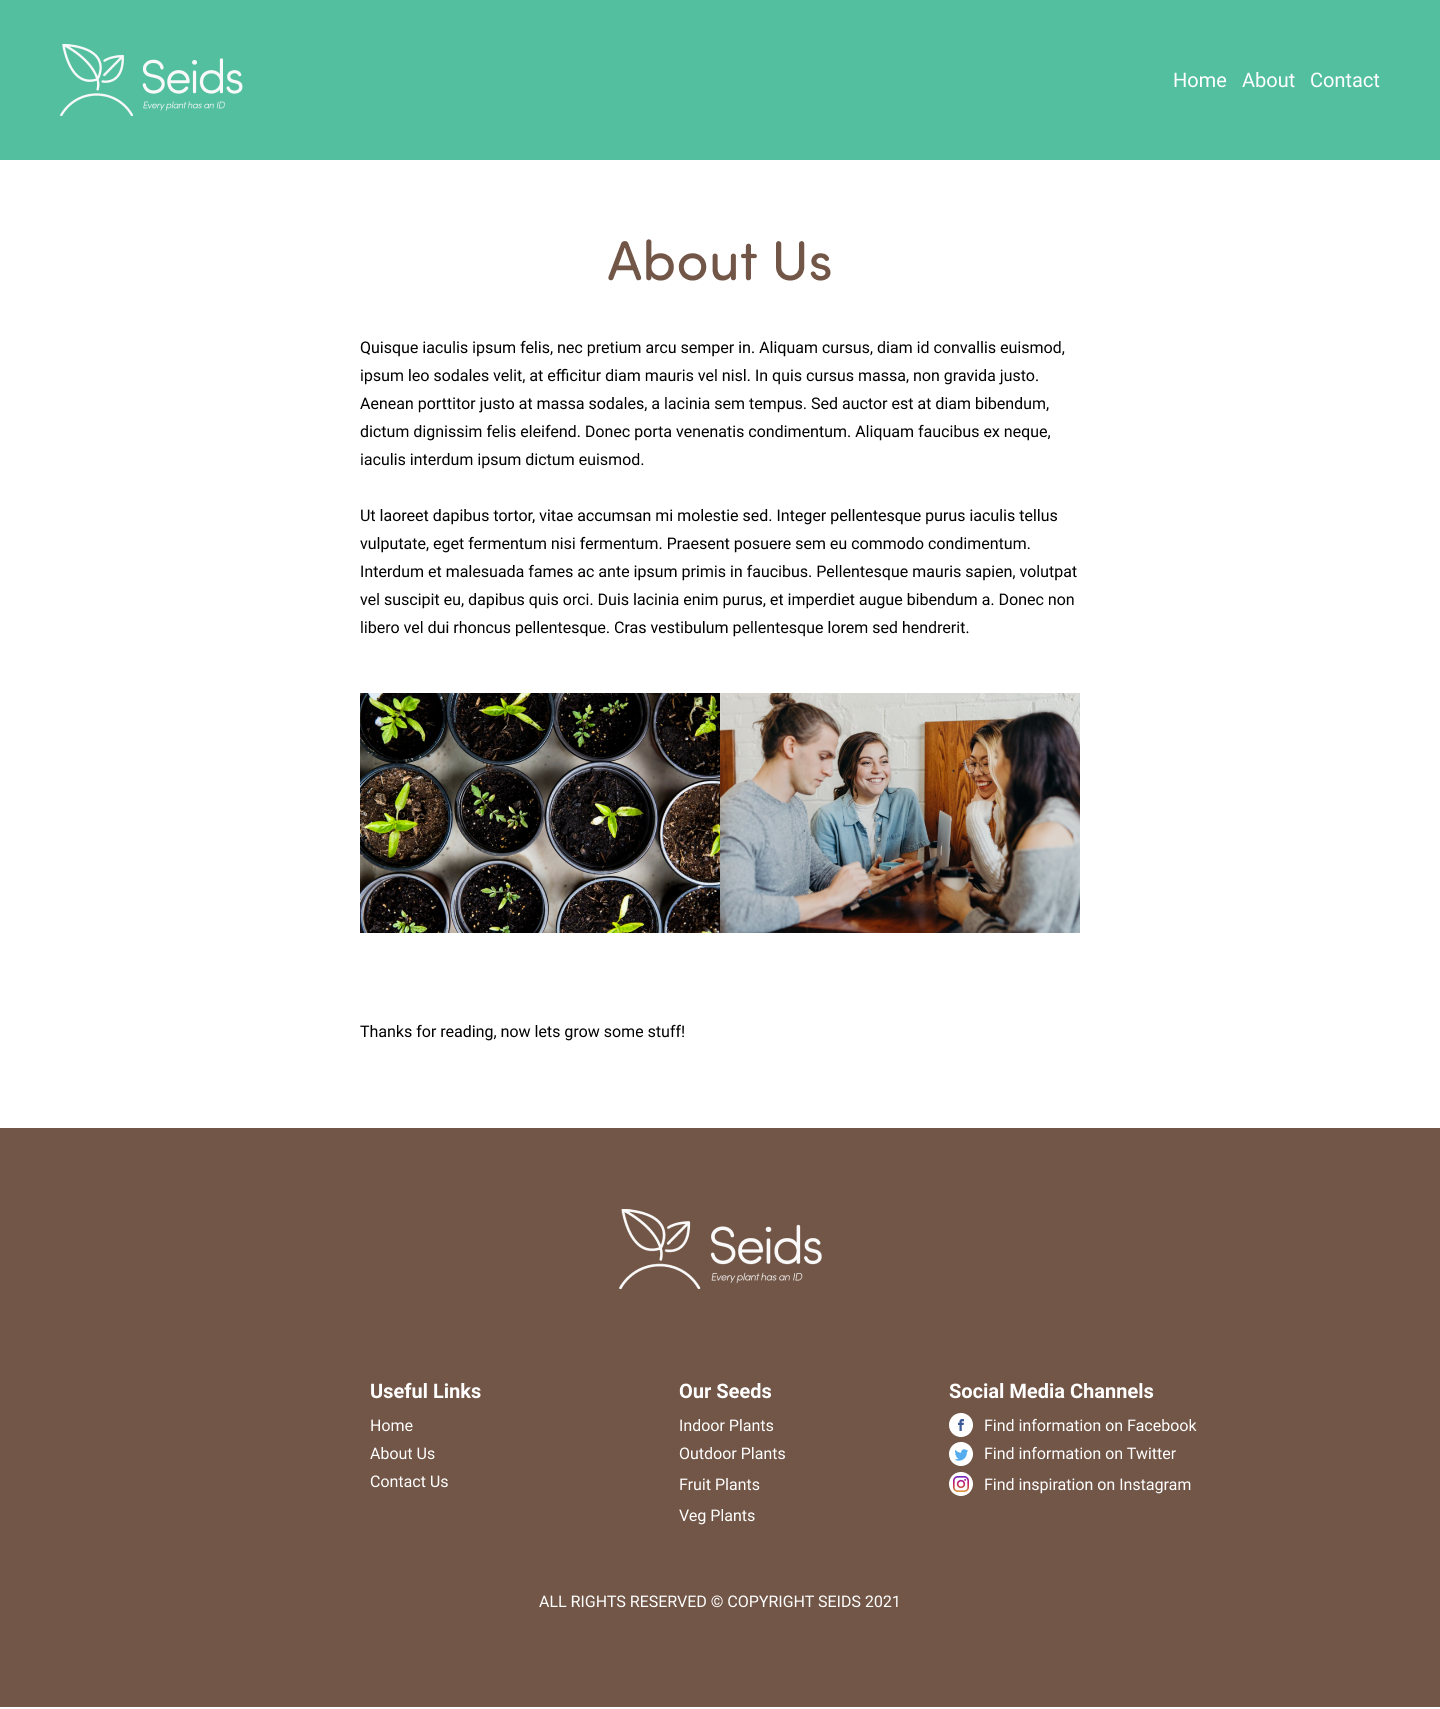 Seids
Every plant has an ID
Home About Contact
About Us
Quisque iaculis ipsum felis, nec pretium arcu semper in. Aliquam cursus, diam id convallis euismod,
ipsum leo sodales velit, at efficitur diam mauris vel nisl. In quis cursus massa, non gravida justo.
Aenean porttitor justo at massa sodales, a lacinia sem tempus. Sed auctor est at diam bibendum,
dictum dignissim felis eleifend. Donec porta venenatis condimentum. Aliquam faucibus ex neque,
iaculis interdum ipsum dictum euismod.
Ut laoreet dapibus tortor, vitae accumsan mi molestie sed. Integer pellentesque purus iaculis tellus
vulputate, eget fermentum nisi fermentum. Praesent posuere sem eu commodo condimentum.
Interdum et malesuada fames ac ante ipsum primis in faucibus. Pellentesque mauris sapien, volutpat
vel suscipit eu, dapibus quis orci. Duis lacinia enim purus, et imperdiet augue bibendum a. Donec non
libero vel dui rhoncus pellentesque. Cras vestibulum pellentesque lorem sed hendrerit.
Thanks for reading, now lets grow some stuff!
Seids
Every plant has an ID
Useful Links
Home
About Us
Contact Us
Our Seeds
Indoor Plants
Outdoor Plants
Fruit Plants
Veg Plants
Social Media Channels
Find information on Facebook
Find information on Twitter
Find inspiration on Instagram
ALL RIGHTS RESERVED © COPYRIGHT SEIDS 2021